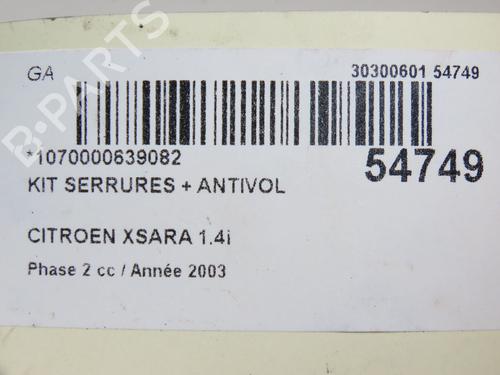 GA
30300601 54749
*1070000639082
54749
KIT SERRURES + ANTIVOL
CITROEN XSARA 1.4i
Phase 2 cc / Année 2003
B-PARTS